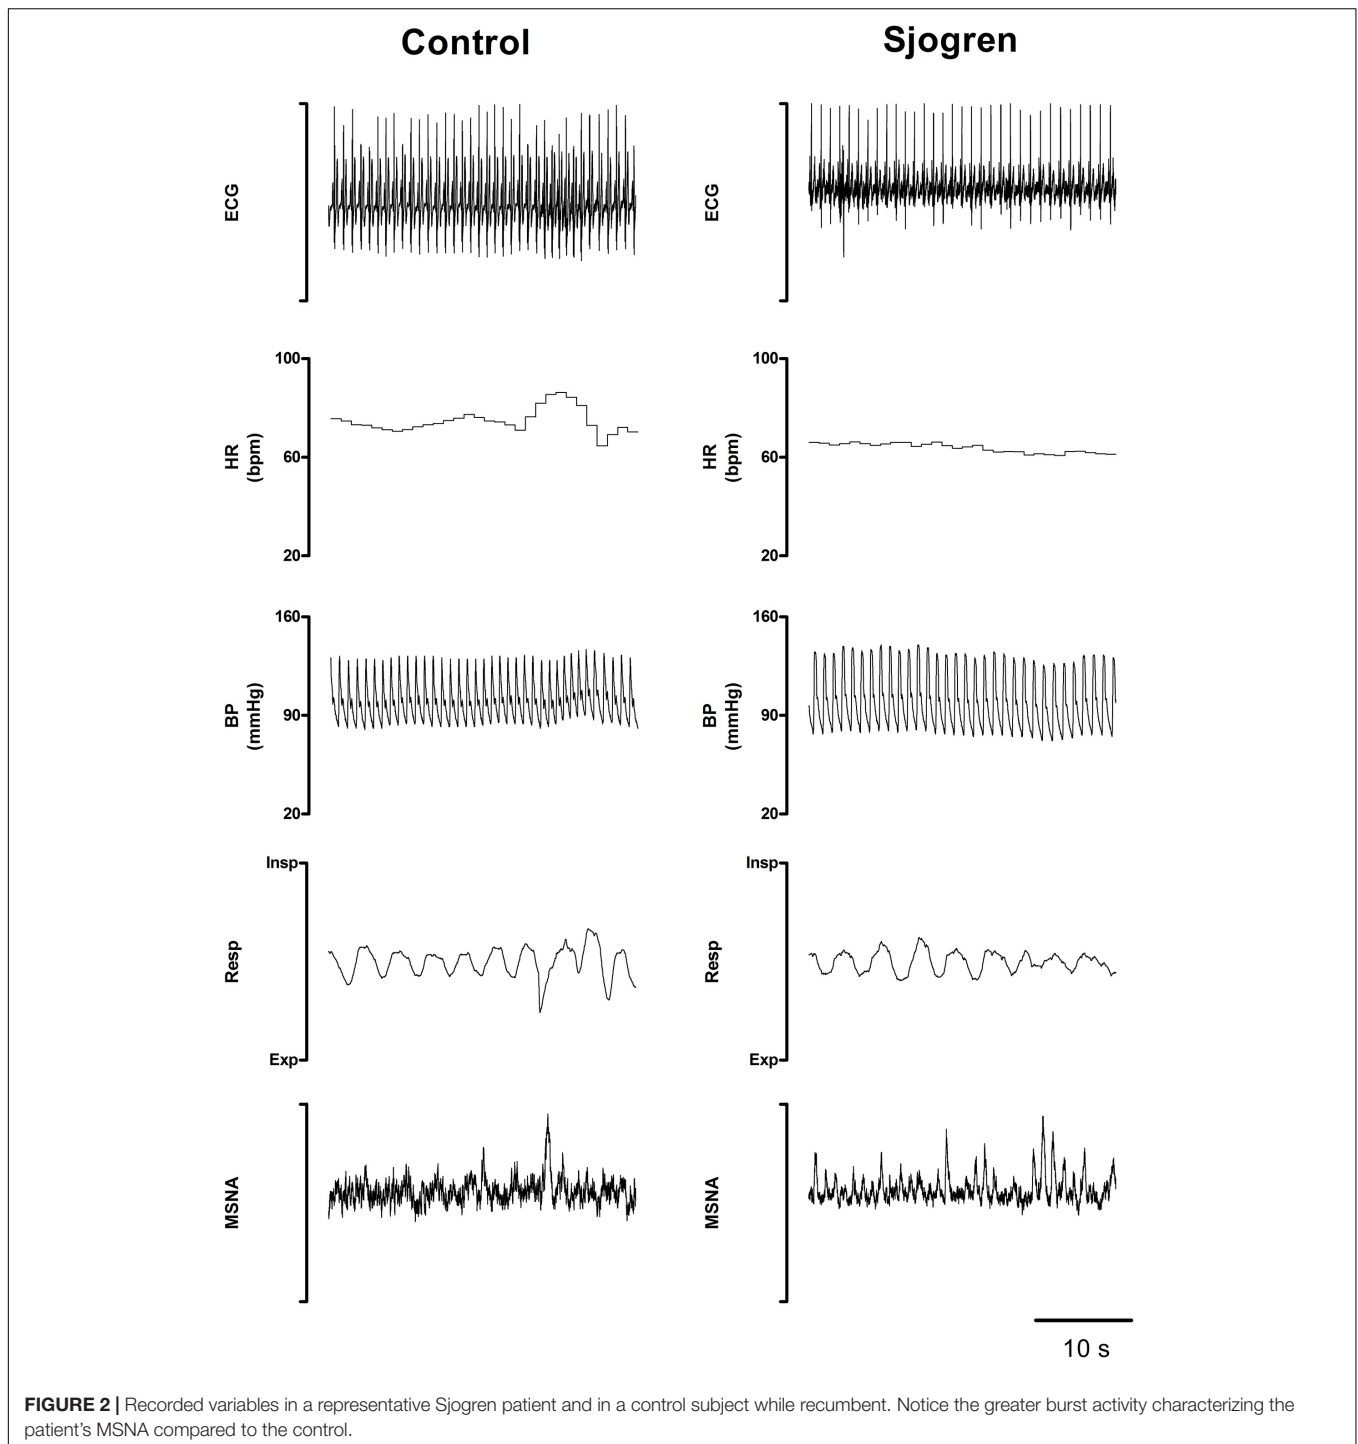 Control Sjogren
ECG ECG
100 100
HR (bpm) HR (bpm)
60 60
20 20
160 160
BP (mmHg) BP (mmHg)
90 90
20 20
Insp Insp
Resp Resp
Exp Exp
MSNA MSNA
10 s
FIGURE 2 | Recorded variables in a representative Sjogren patient and in a control subject while recumbent. Notice the greater burst activity characterizing the
patient's MSNA compared to the control.